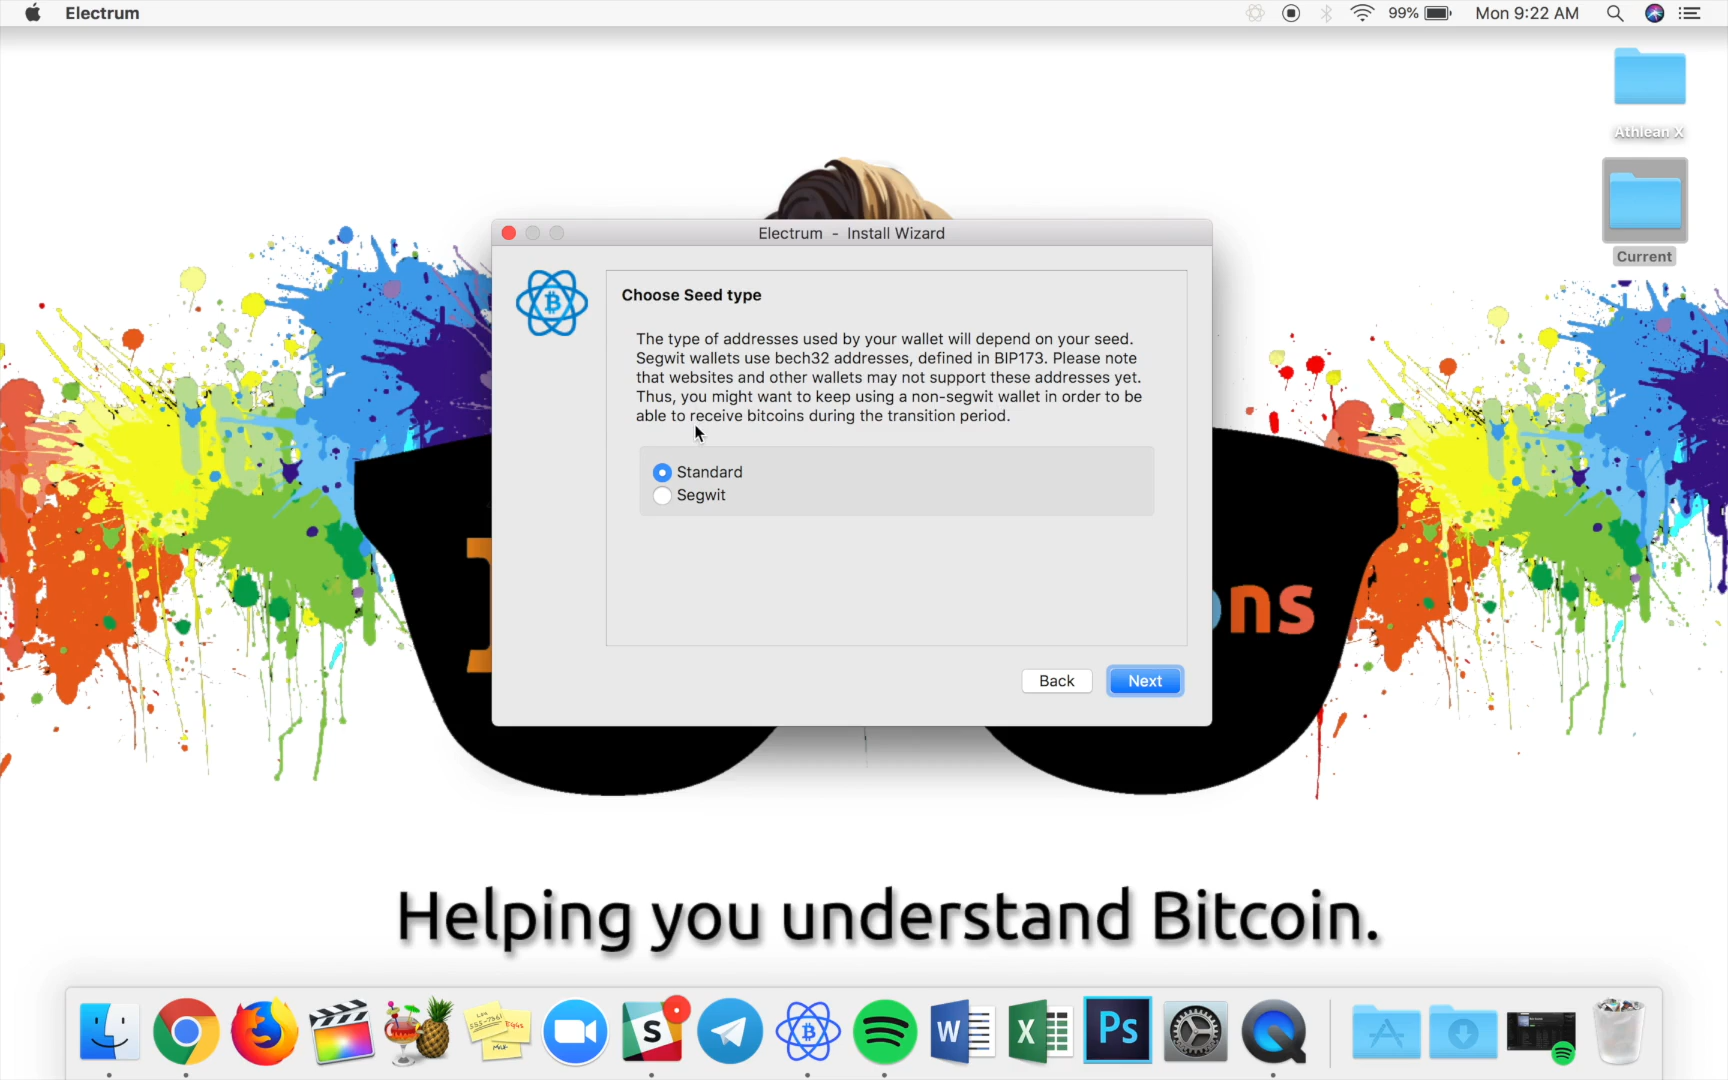 Electrum
99%
Mon 9:22 AM
Athlean X
Current
Electrum - Install Wizard
Choose Seed type
The type of addresses used by your wallet will depend on your seed.
Segwit wallets use bech32 addresses, defined in BIP173. Please note
that websites and other wallets may not support these addresses yet.
Thus, you might want to keep using a non-segwit wallet in order to be
able to receive bitcoins during the transition period.
Standard
Segwit
Back
Next
ns
Helping you understand Bitcoin.
S
W
X
Ps